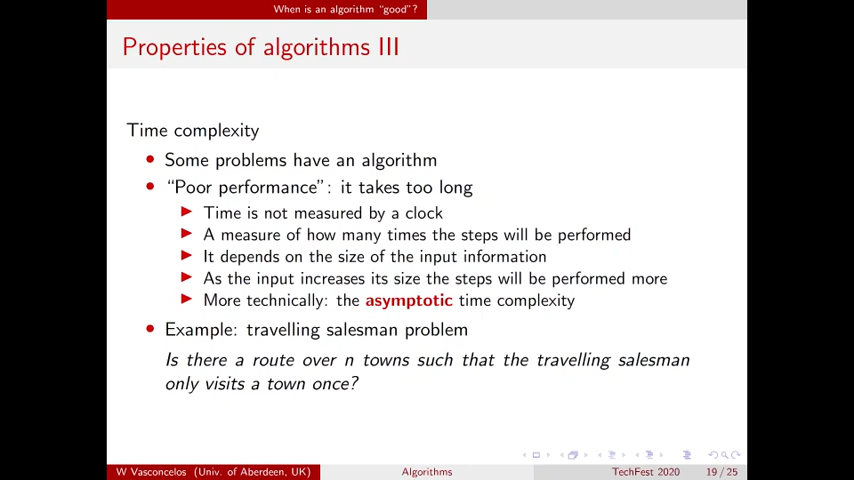 When is an algorithm "good"?
Properties of algorithms III
Time complexity
• Some problems have an algorithm
• "Poor performance": it takes too long
▶ Time is not measured by a clock
▶ A measure of how many times the steps will be performed
▶ It depends on the size of the input information
▶ As the input increases its size the steps will be performed more
▶ More technically: the asymptotic time complexity
• Example: travelling salesman problem
Is there a route over n towns such that the travelling salesman
only visits a town once?
W Vasconcelos (Univ. of Aberdeen, UK) Algorithms TechFest 2020 19 / 25